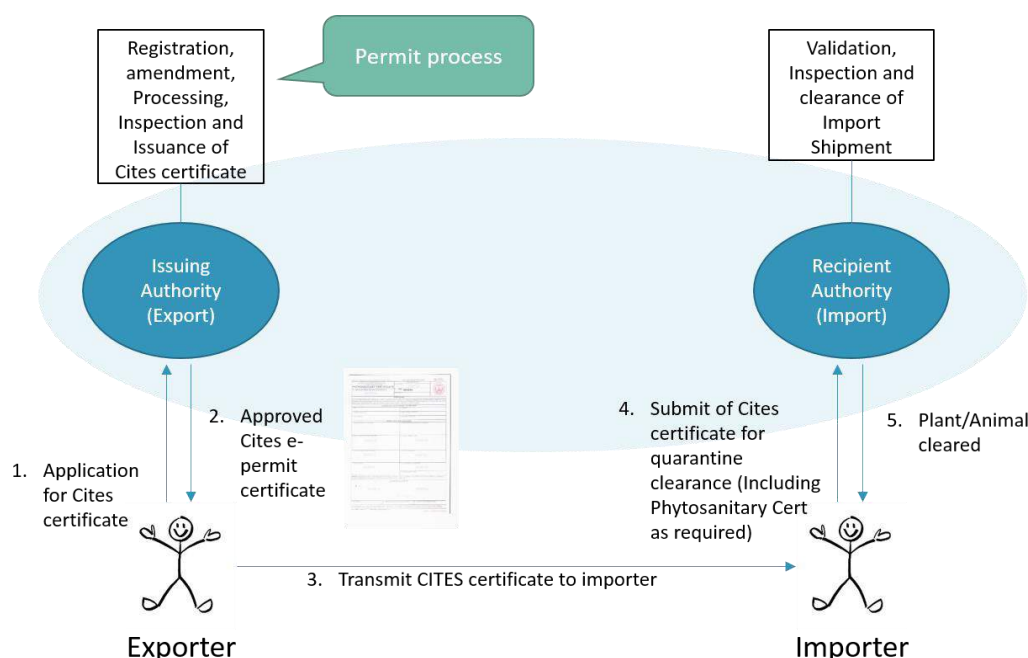 Registration,
amendment,
Processing,
Inspection and
Issuance of
Cites certificate
Permit process
Validation,
Inspection and
clearance of
Import
Shipment
Issuing
Authority
(Export)
Recipient
Authority
(Import)
1. Application
for Cites
certificate
2. Approved
Cites e-
permit
certificate
4. Submit of Cites
certificate for
quarantine
clearance (Including
Phytosanitary Cert
as required)
5. Plant/Animal
cleared
3. Transmit CITES certificate to importer
Exporter
Importer